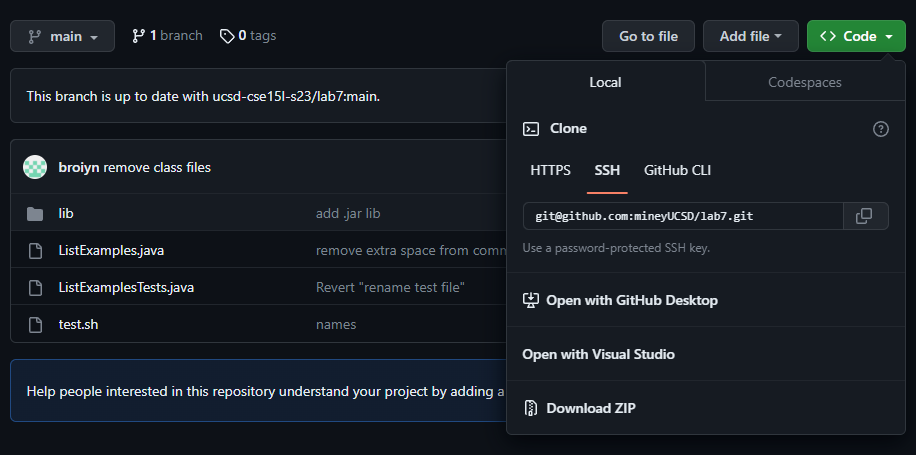 main
1 branch
0 tags
Go to file
Add file
Code
This branch is up to date with ucsd-cse15l-s23/lab7:main.
broiyn remove class files
lib
add .jar lib
ListExamples.java
remove extra space from comm
ListExamplesTests.java
Revert "rename test file"
test.sh
names
Help people interested in this repository understand your project by adding a
Local
Codespaces
Clone
HTTPS
SSH
GitHub CLI
git@github.com:mineyUCSD/lab7.git
Use a password-protected SSH key.
Open with GitHub Desktop
Open with Visual Studio
Download ZIP